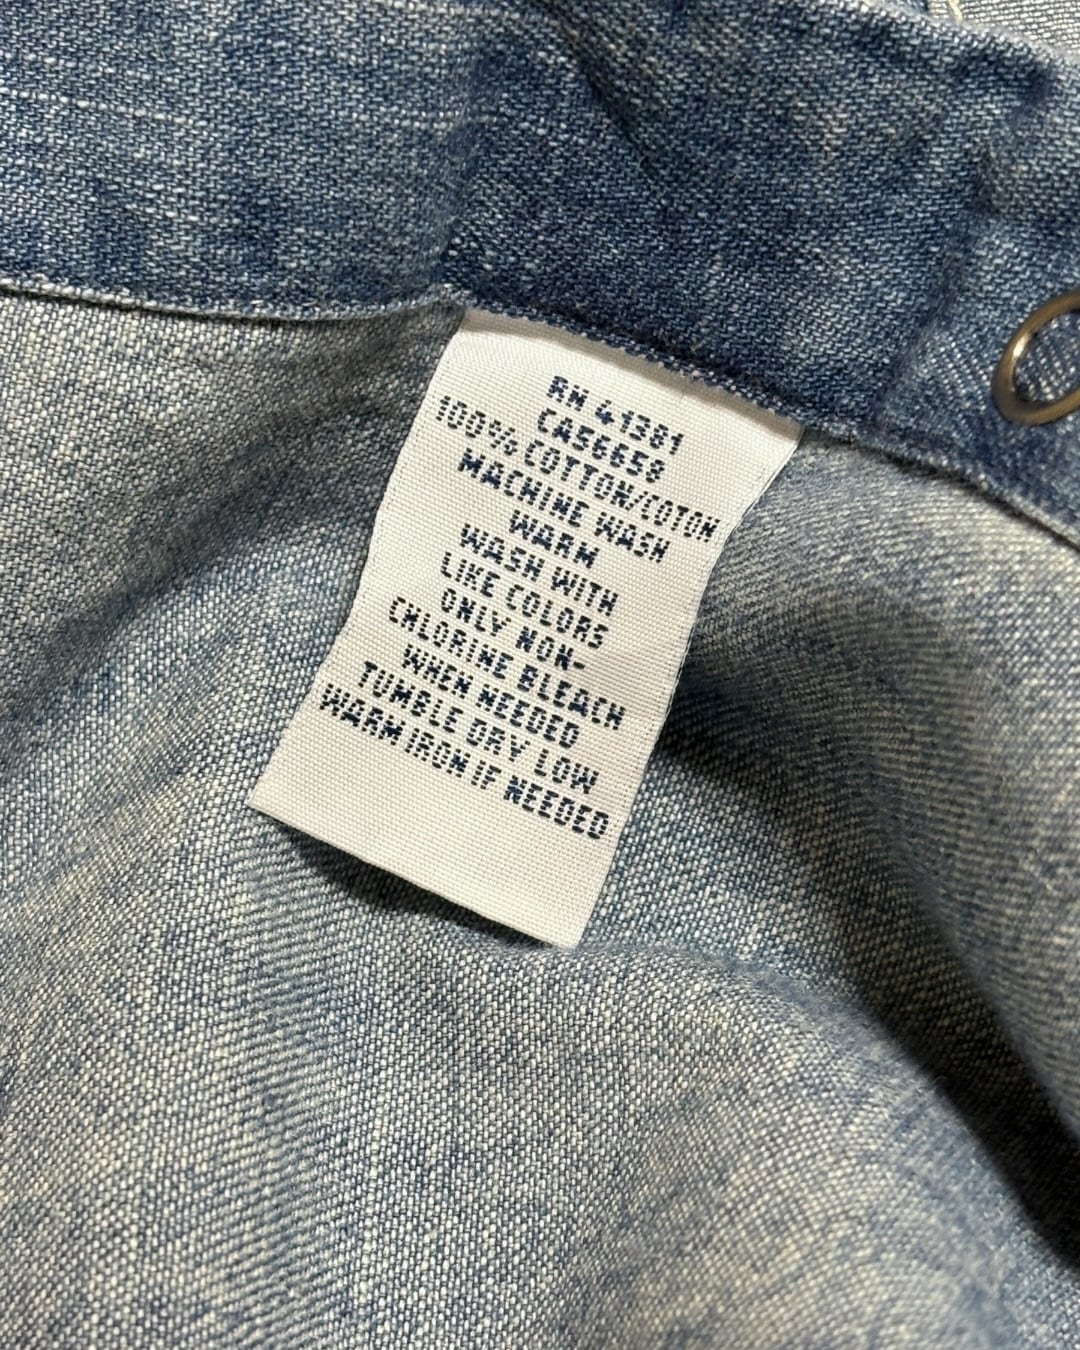 RN 41381
CA56658
100% COTTON/COTON
MACHINE WASH
WARM
WASH WITH
LIKE COLORS
ONLY NON-
CHLORINE BLEACH
WHEN NEEDED
TUMBLE DRY LOW
WARM IRON IF NEEDED